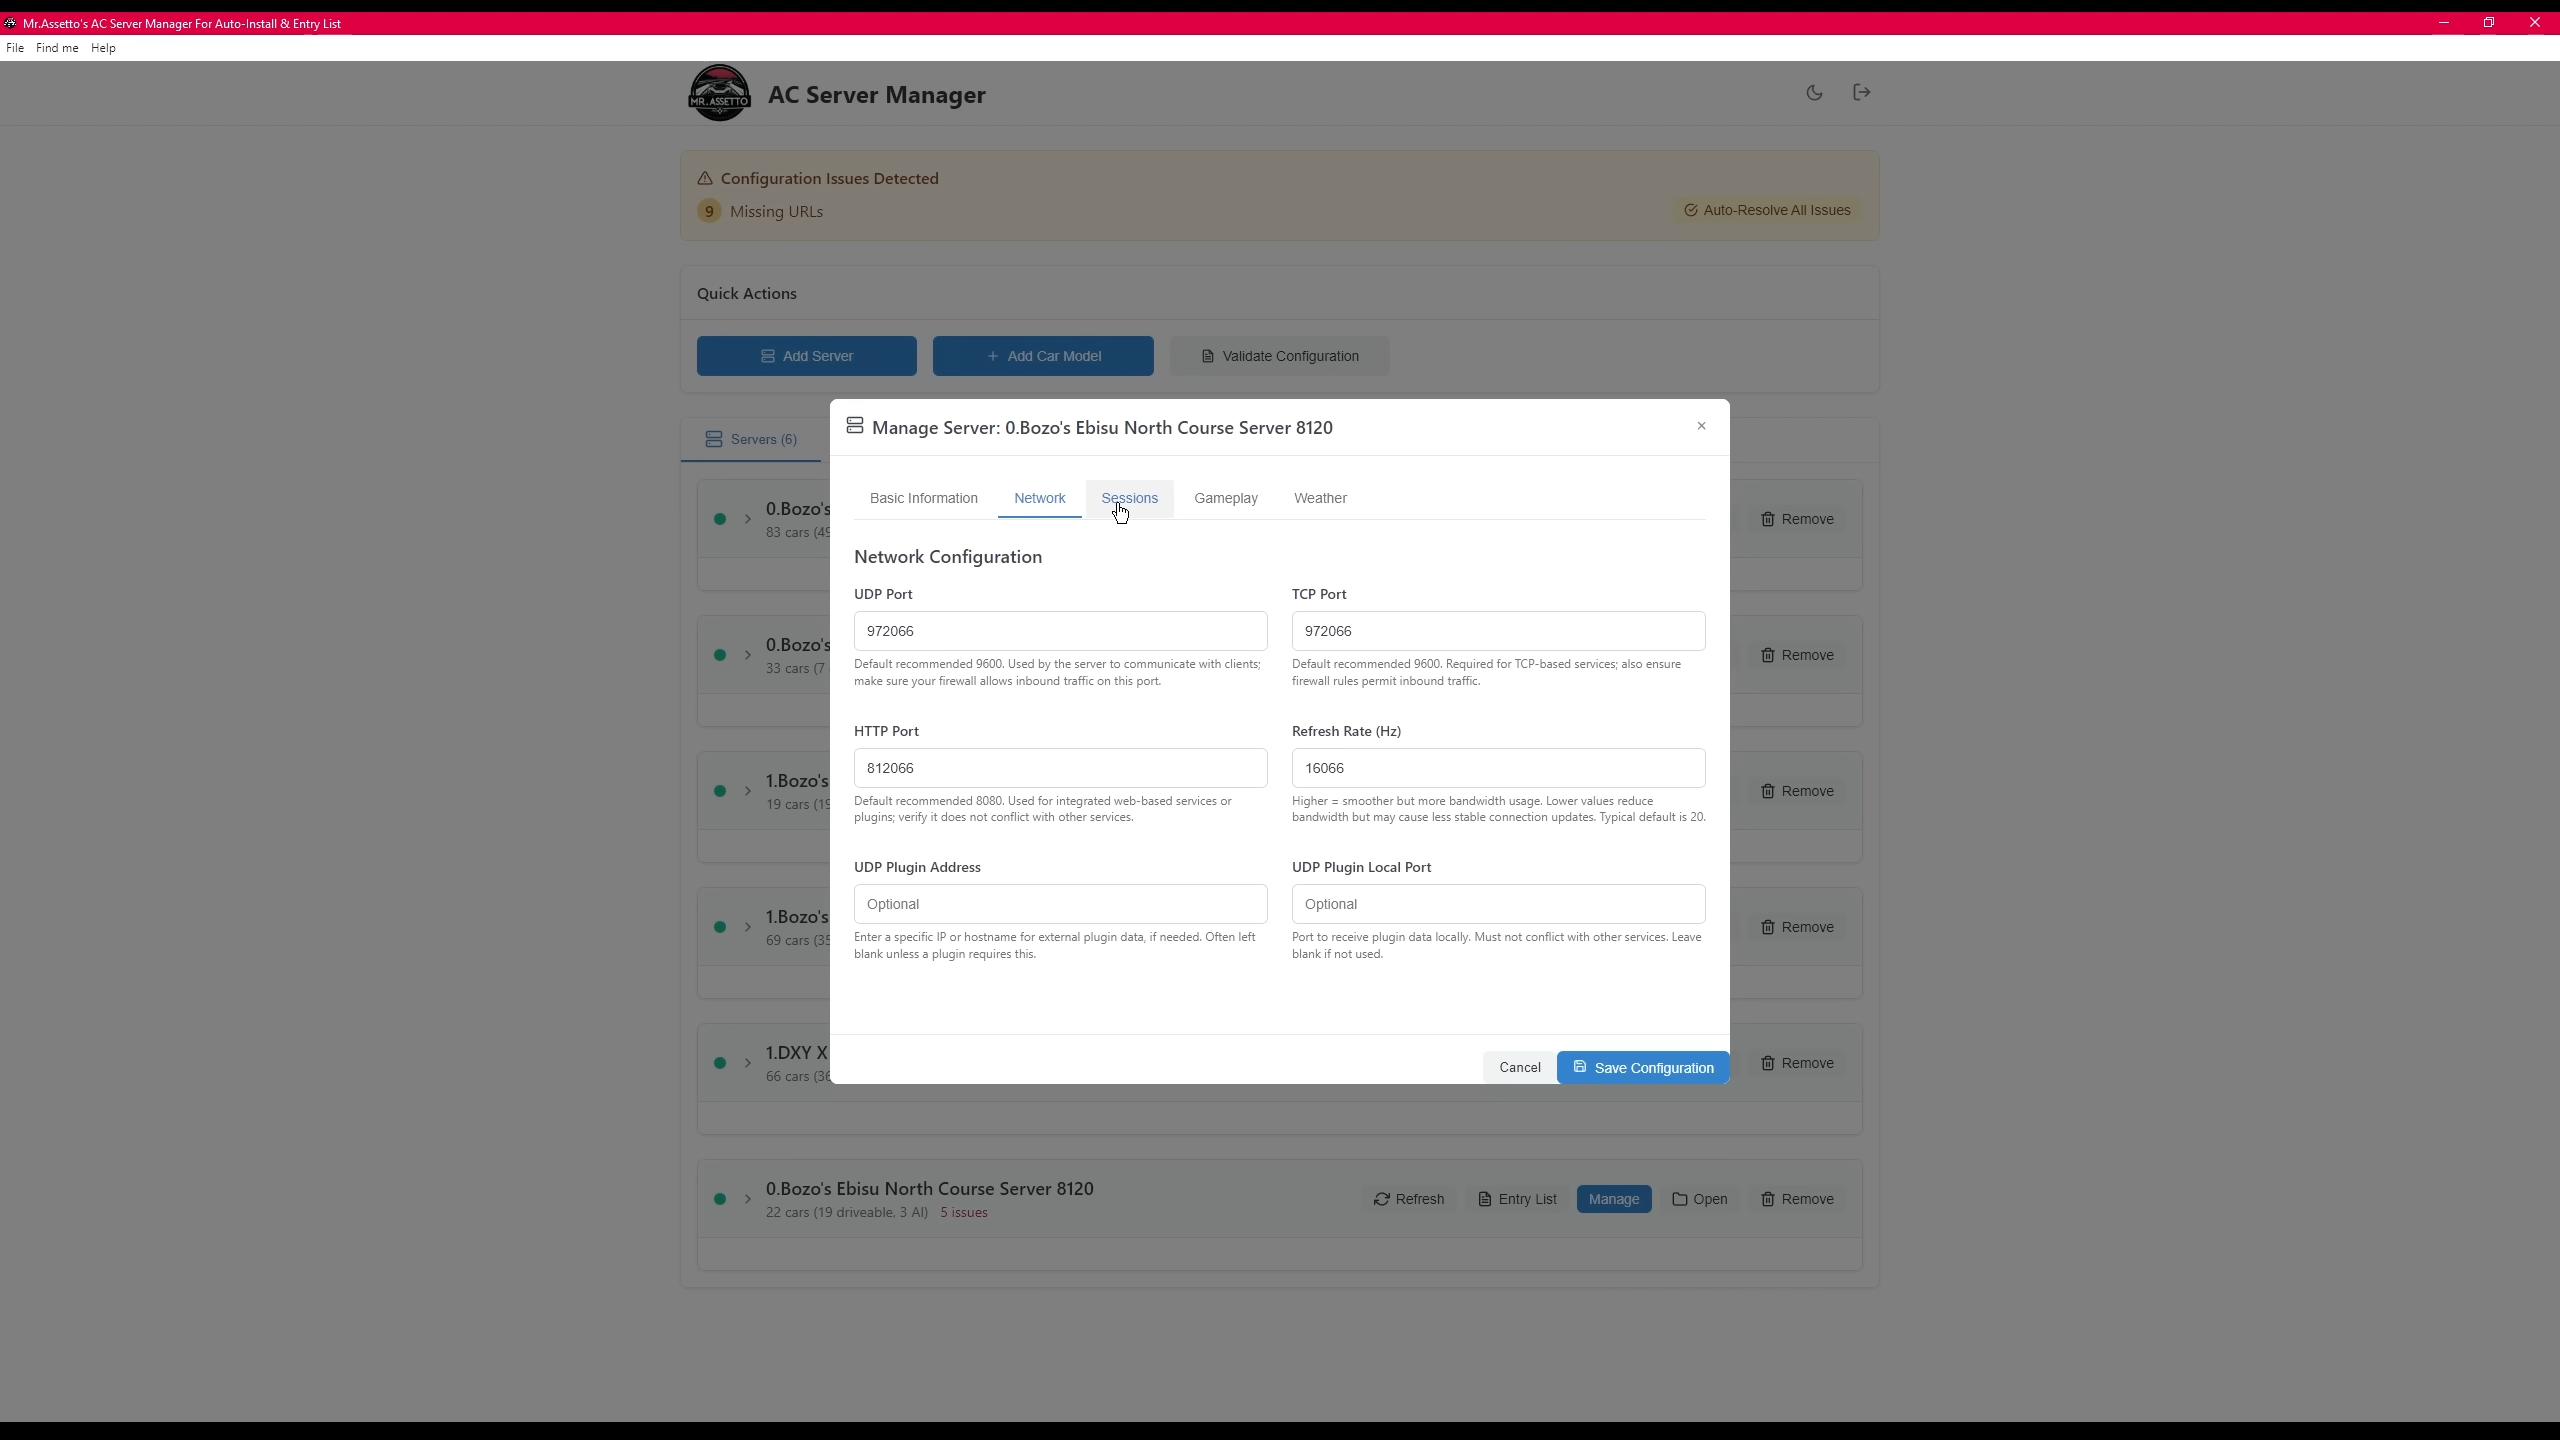 Mr.Assetto's AC Server Manager For Auto-Install & Entry List
File Find me Help
MR. ASSETTO
AC Server Manager
Configuration Issues Detected
9 Missing URLs
Auto-Resolve All Issues
Quick Actions
Add Server
Add Car Model
Validate Configuration
Servers (6)
0.Bozo's
83 cars (49
Remove
0.Bozo's
33 cars (7
Remove
1.Bozo's
19 cars (19
Remove
1.Bozo's
69 cars (35
Remove
1.DXY X
66 cars (36
Remove
0.Bozo's Ebisu North Course Server 8120
22 cars (19 driveable, 3 AI) 5 issues
Refresh
Entry List
Manage
Open
Remove
Manage Server: 0.Bozo's Ebisu North Course Server 8120
×
Basic Information
Network
Sessions
Gameplay
Weather
Network Configuration
UDP Port
972066
Default recommended 9600. Used by the server to communicate with clients;
make sure your firewall allows inbound traffic on this port.
TCP Port
972066
Default recommended 9600. Required for TCP-based services; also ensure
firewall rules permit inbound traffic.
HTTP Port
812066
Default recommended 8080. Used for integrated web-based services or
plugins; verify it does not conflict with other services.
Refresh Rate (Hz)
16066
Higher = smoother but more bandwidth usage. Lower values reduce
bandwidth but may cause less stable connection updates. Typical default is 20.
UDP Plugin Address
Optional
Enter a specific IP or hostname for external plugin data, if needed. Often left
blank unless a plugin requires this.
UDP Plugin Local Port
Optional
Port to receive plugin data locally. Must not conflict with other services. Leave
blank if not used.
Cancel
Save Configuration